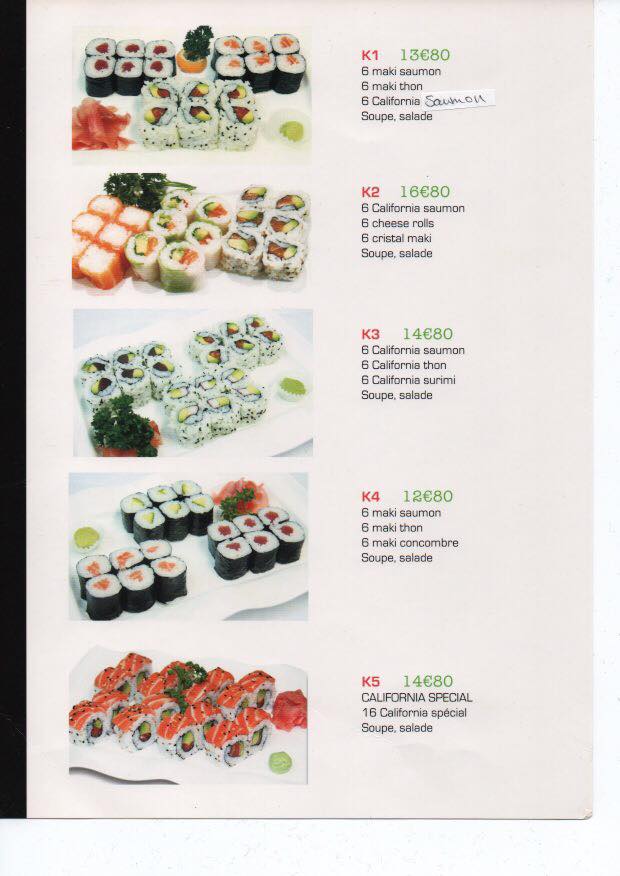 K1 13€80
6 maki saumon
6 maki thon
6 California saumon
Soupe, salade
K2 16€80
6 California saumon
6 cheese rolls
6 cristal maki
Soupe, salade
K3 14€80
6 California saumon
6 California thon
6 California surimi
Soupe, salade
K4 12€80
6 maki saumon
6 maki thon
6 maki concombre
Soupe, salade
K5 14€80
CALIFORNIA SPECIAL
16 California spécial
Soupe, salade